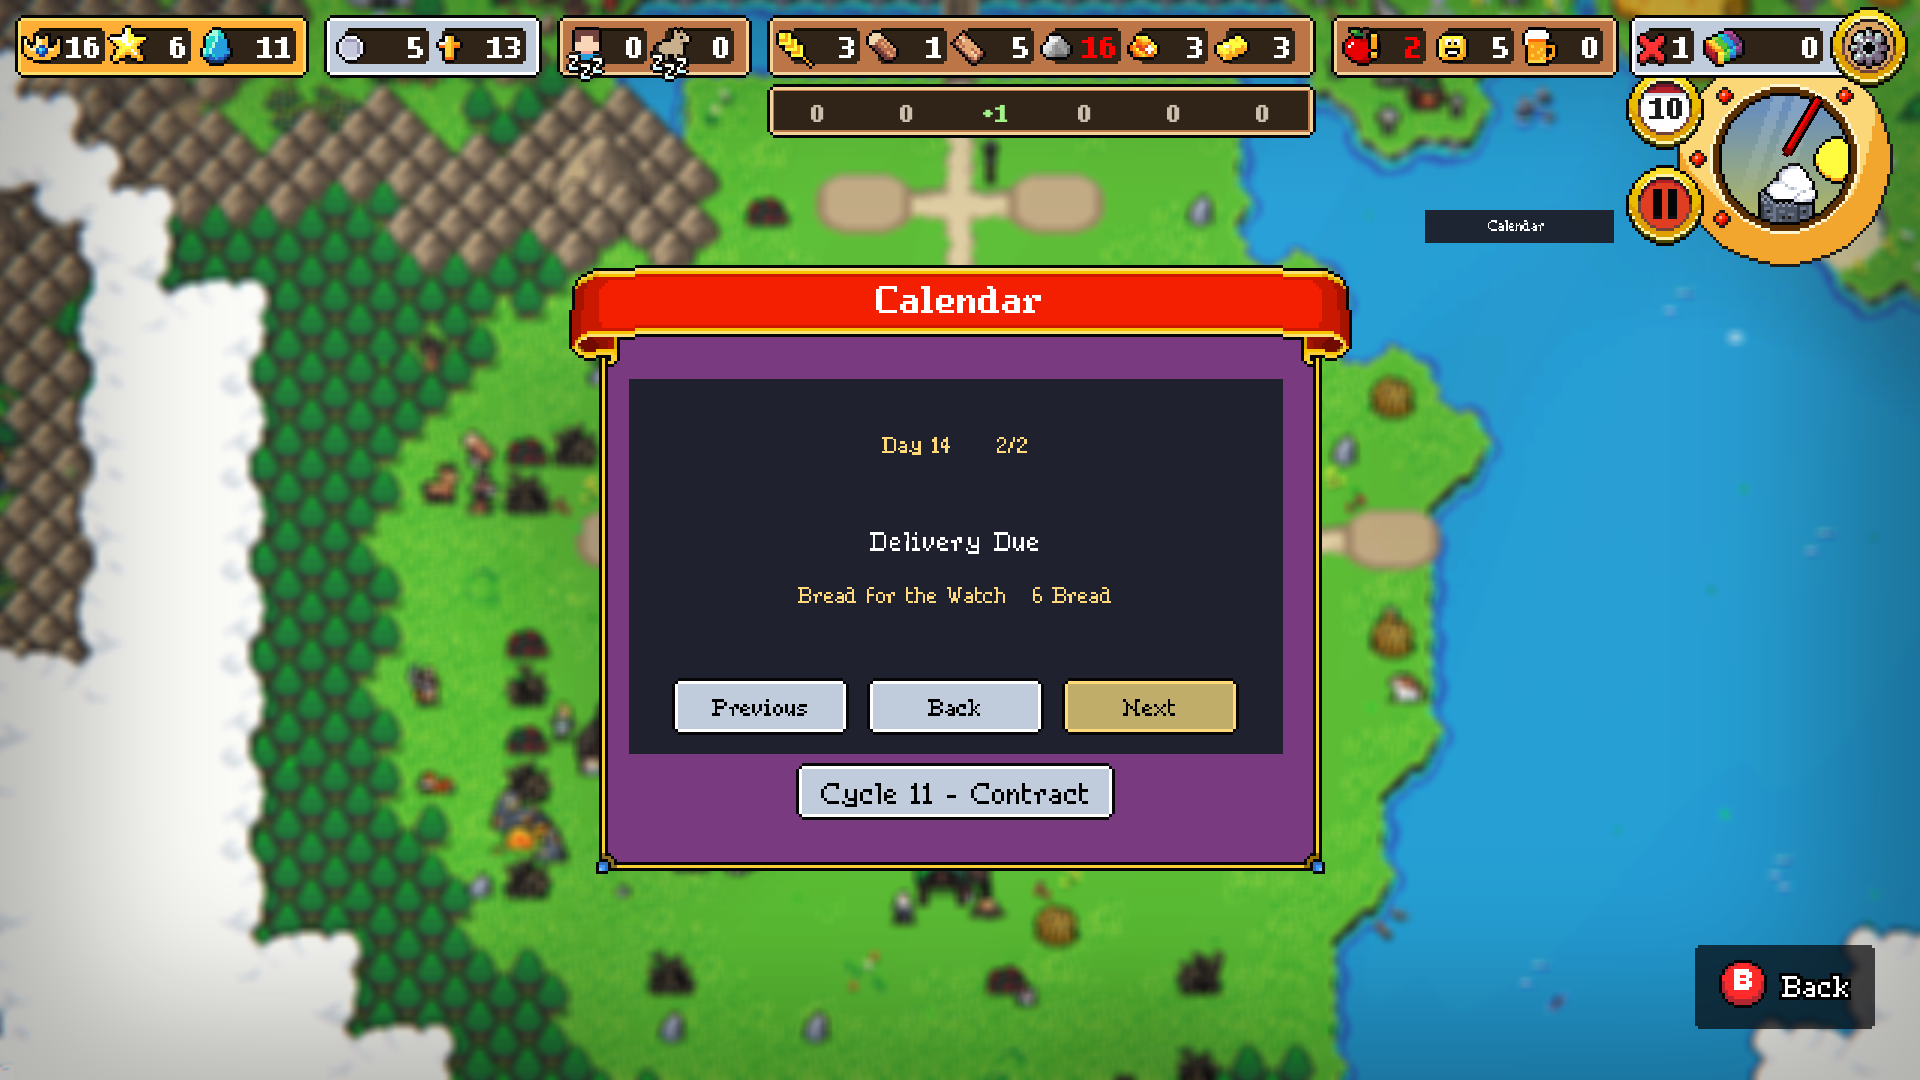 16 6 11 5 13 0 0 3 1 5 16 3 3 2 5 0 1 0
zzz zzz
0 0 +1 0 0 0
10
Calendar
Calendar
Day 14 2/2
Delivery Due
Bread for the Watch 6 Bread
Previous Back Next
Cycle 11 - Contract
B Back